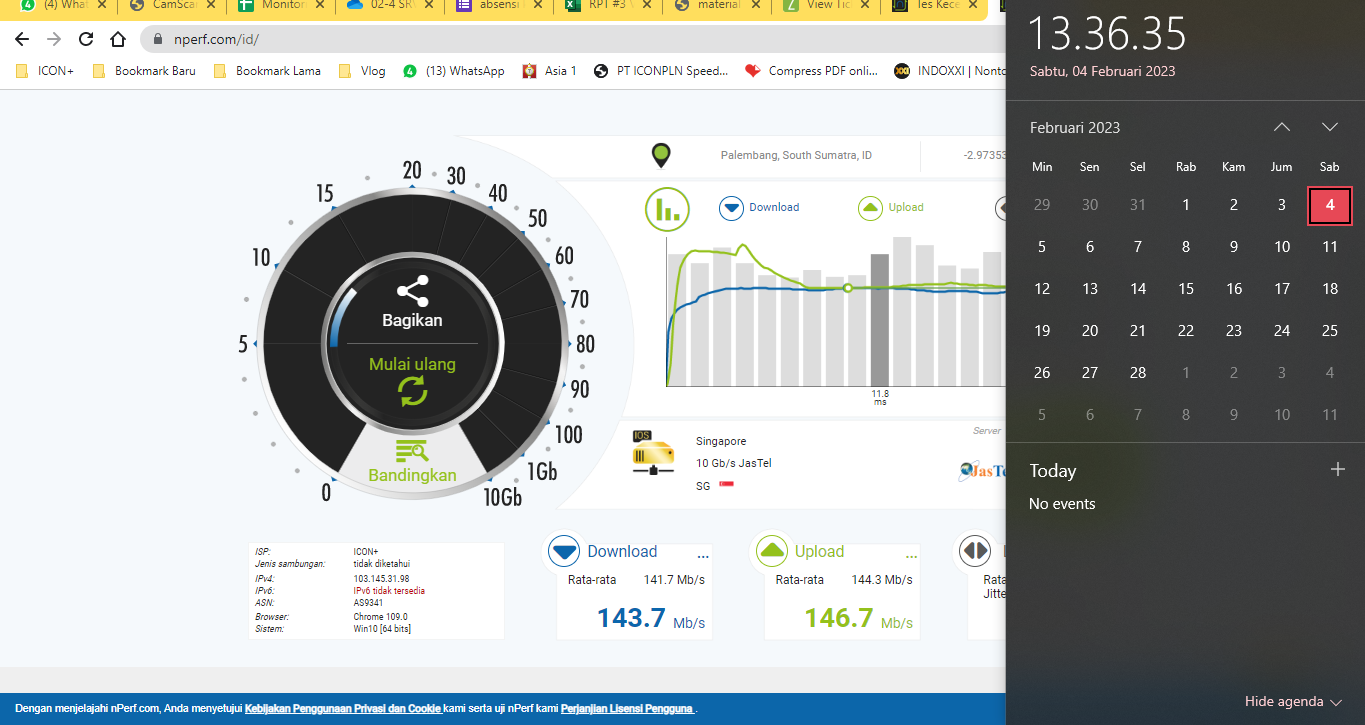 (4) What
CamSca
Monitor
absensi
RPT #3
material
View Tic
Tes Kece
nperf.com/id/
ICON+
Bookmark Baru
Bookmark Lama
Vlog
(13) WhatsApp
Asia 1
PT ICONPLN Speed...
Compress PDF onli...
INDOXXI | Nonto
13.36.35
Sabtu, 04 Februari 2023
Februari 2023
Min Sen Sel Rab Kam Jum Sab
29 30 31 1 2 3 4
5 6 7 8 9 10 11
12 13 14 15 16 17 18
19 20 21 22 23 24 25
26 27 28 1 2 3 4
5 6 7 8 9 10 11
Today
No events
Hide agenda
Palembang, South Sumatra, ID
-2.9735
Download
Upload
0
5
10
15
20
30
40
50
60
70
80
90
100
1Gb
10Gb
Bagikan
Mulai ulang
Bandingkan
11.8
ms
IOS
Singapore
10 Gb/s JasTel
SG
Server
JasTe
ISP: ICON+
Jenis sambungan: tidak diketahui
IPv4: 103.145.31.98
IPv6: IPv6 tidak tersedia
ASN: AS9341
Browser: Chrome 109.0
Sistem: Win10 [64 bits]
Download ...
Rata-rata 141.7 Mb/s
143.7 Mb/s
Upload ...
Rata-rata 144.3 Mb/s
146.7 Mb/s
Rata
Jitte
Dengan menjelajahi nPerf.com, Anda menyetujui Kebijakan Penggunaan Privasi dan Cookie kami serta uji nPerf kami Perjanjian Lisensi Pengguna .